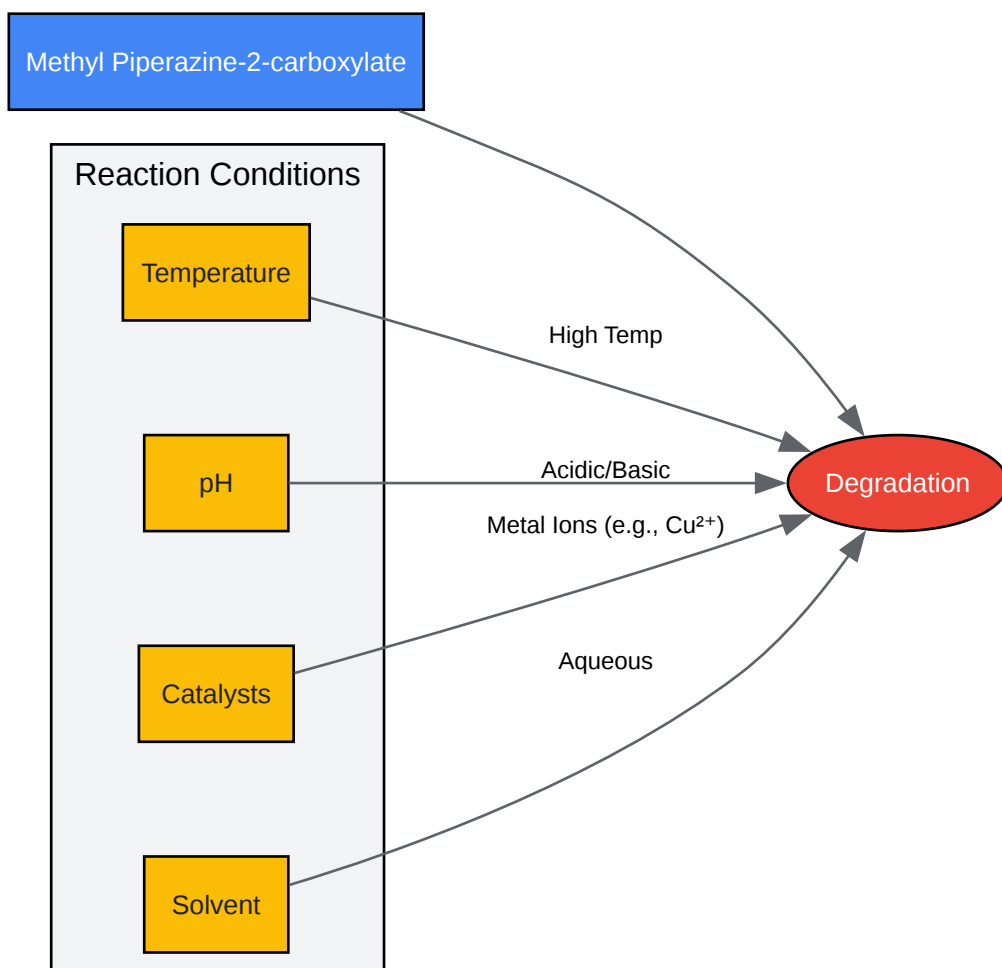 Methyl Piperazine-2-carboxylate
Reaction Conditions
Temperature
High Temp
pH
Acidic/Basic
Degradation
Metal Ions (e.g., Cu²⁺)
Catalysts
Aqueous
Solvent